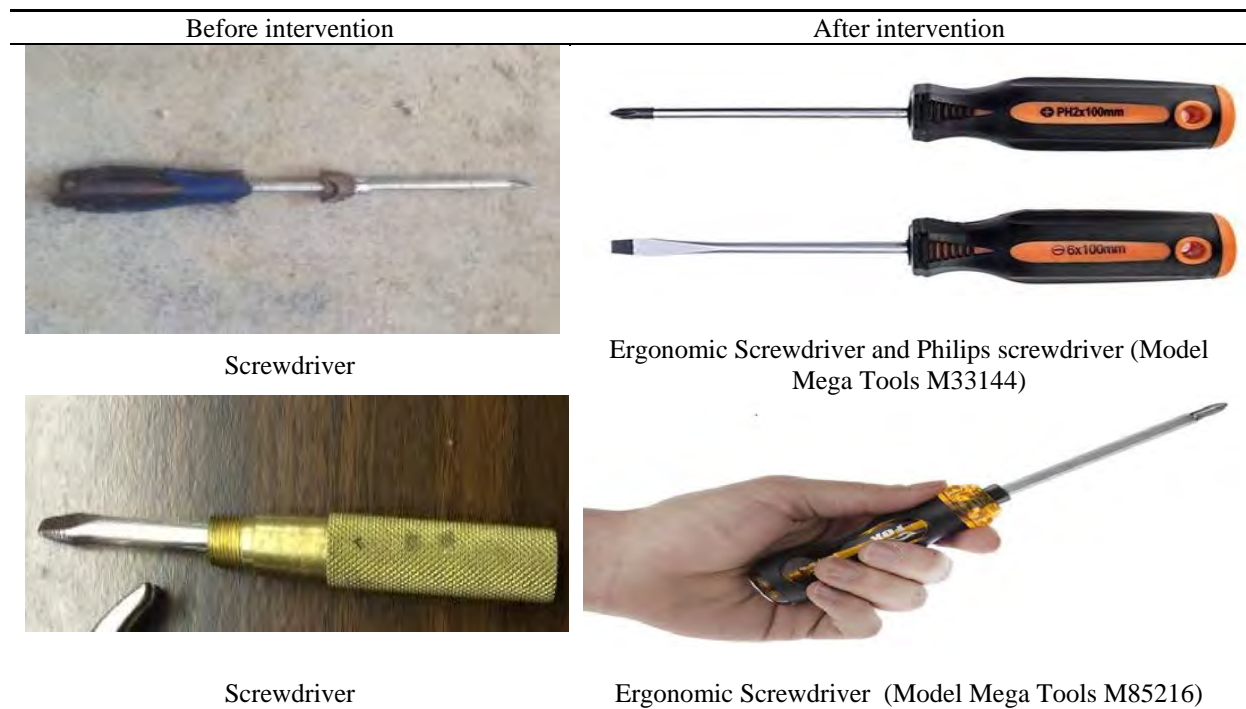 Before intervention
After intervention
PH2x100mm
6x100mm
Screwdriver
Ergonomic Screwdriver and Philips screwdriver (Model
Mega Tools M33144)
FOX
Screwdriver
Ergonomic Screwdriver (Model Mega Tools M85216)